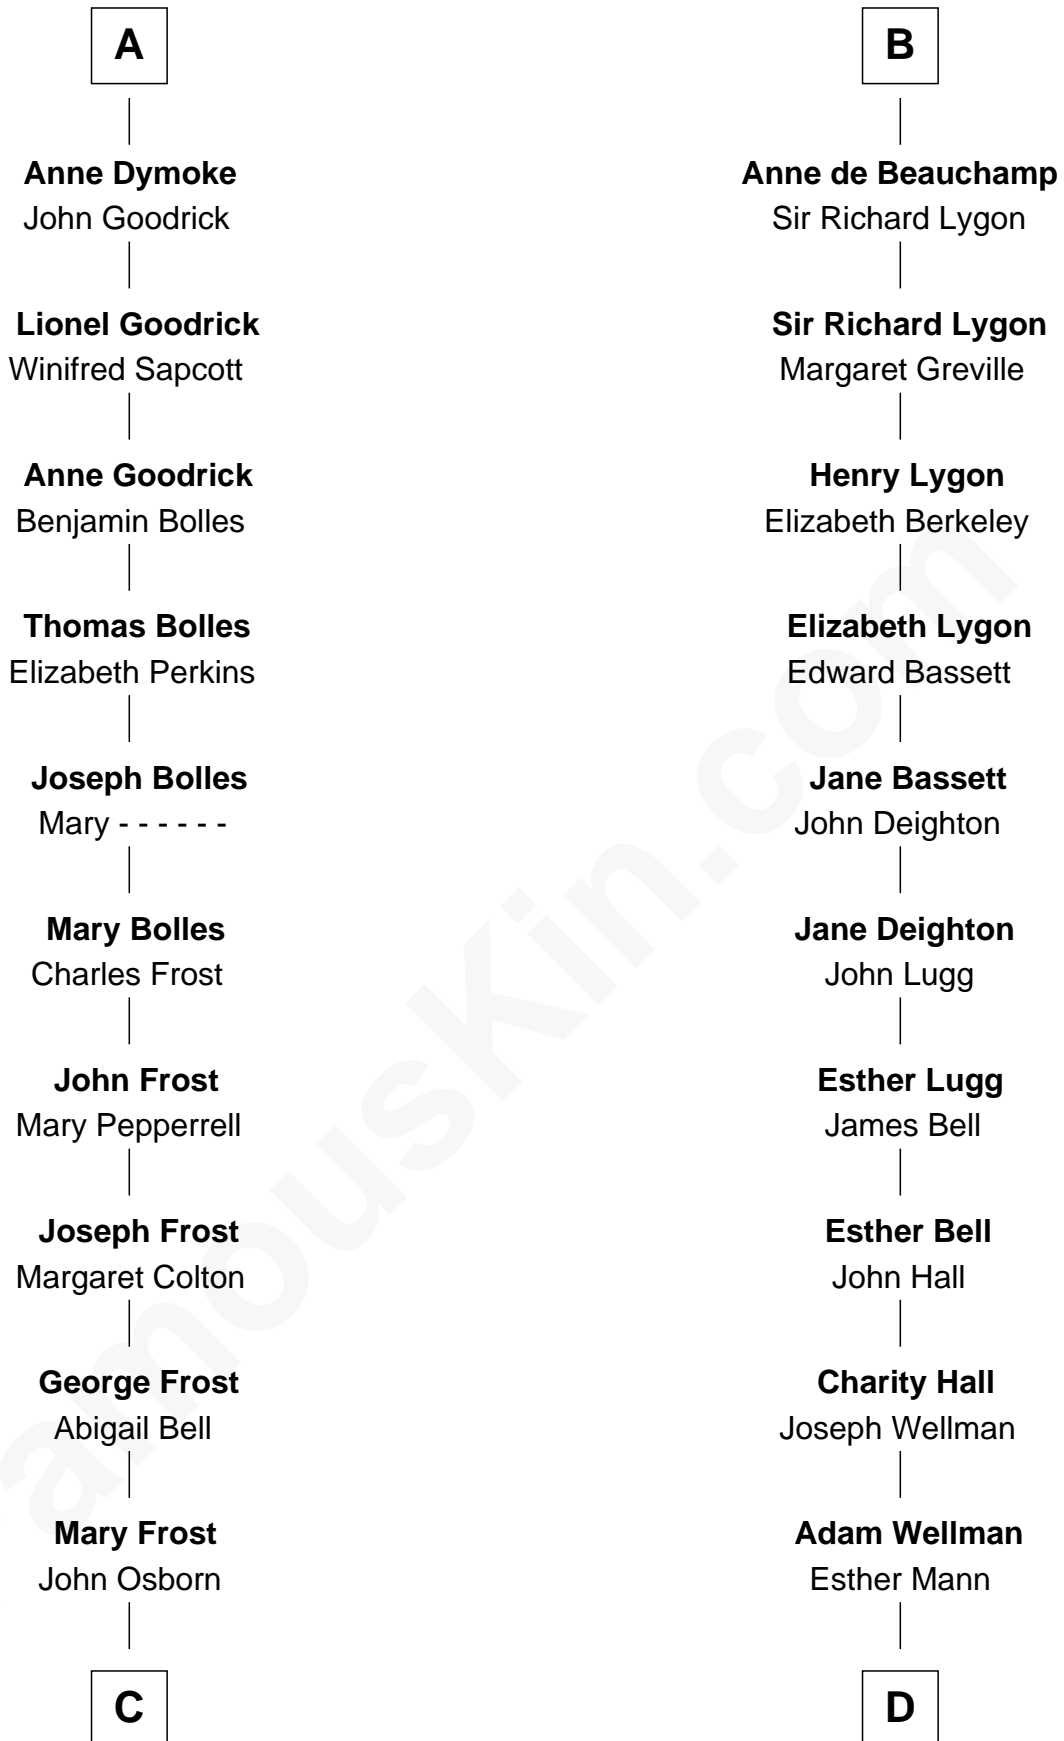 A
Anne Dymoke
John Goodrick
Lionel Goodrick
Winifred Sapcott
Anne Goodrick
Benjamin Bolles
Thomas Bolles
Elizabeth Perkins
Joseph Bolles
Mary - - - - - -
Mary Bolles
Charles Frost
John Frost
Mary Pepperrell
Joseph Frost
Margaret Colton
George Frost
Abigail Bell
Mary Frost
John Osborn
C
B
Anne de Beauchamp
Sir Richard Lygon
Sir Richard Lygon
Margaret Greville
Henry Lygon
Elizabeth Berkeley
Elizabeth Lygon
Edward Bassett
Jane Bassett
John Deighton
Jane Deighton
John Lugg
Esther Lugg
James Bell
Esther Bell
John Hall
Charity Hall
Joseph Wellman
Adam Wellman
Esther Mann
D
amouskin.com